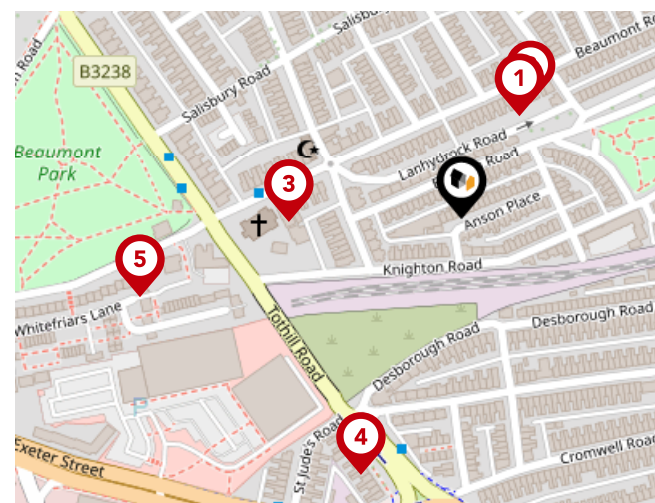 Salisbury
Beaumont Ro
Road
B3238
1
Salisbury Road
Lanhydrock Road
Road
Beaumont
Park
3
Anson Place
5
Knighton Road
Whitefriars Lane
Tothill Road
Desborough Road
Desborough Road
P
4
St Jude's Road
Cromwell Road
Exeter Street